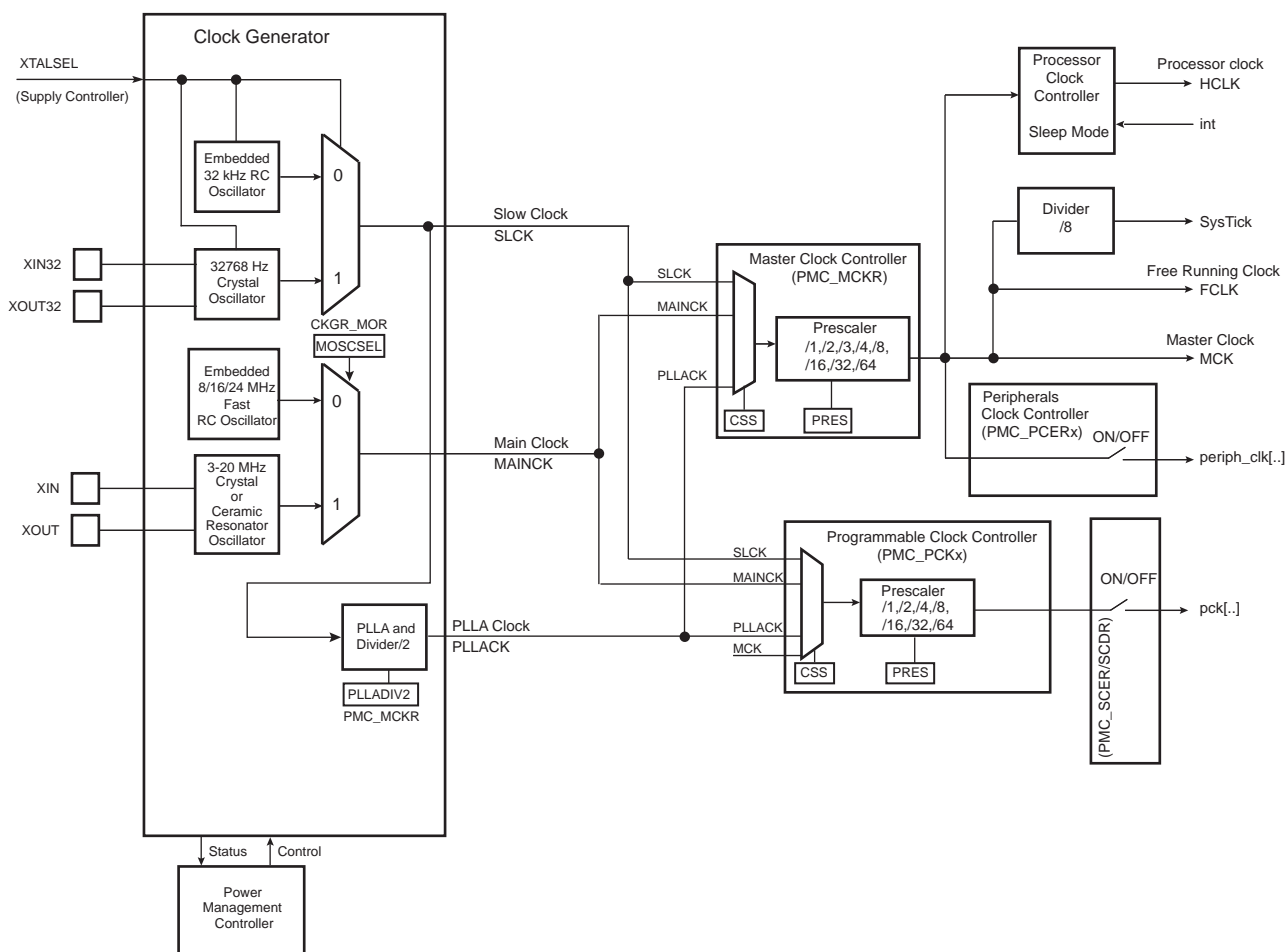 Clock Generator
XTALSEL
(Supply Controller)
Embedded
32 kHz RC
Oscillator
0
1
XIN32
XOUT32
32768 Hz
Crystal
Oscillator
Slow Clock
SLCK
CKGR_MOR
MOSCSEL
Embedded
8/16/24 MHz
Fast
RC Oscillator
0
1
XIN
XOUT
3-20 MHz
Crystal
or
Ceramic
Resonator
Oscillator
Main Clock
MAINCK
PLLA and
Divider/2
PLLADIV2
PMC_MCKR
PLLA Clock
PLLACK
Status
Control
Power
Management
Controller
Master Clock Controller
(PMC_MCKR)
SLCK
MAINCK
PLLACK
Prescaler
/1,/2,/3,/4,/8,
/16,/32,/64
CSS
PRES
Programmable Clock Controller
(PMC_PCKx)
SLCK
MAINCK
PLLACK
MCK
Prescaler
/1,/2,/4,/8,
/16,/32,/64
CSS
PRES
Processor
Clock
Controller
Sleep Mode
Processor clock
HCLK
int
Divider
/8
SysTick
Free Running Clock
FCLK
Master Clock
MCK
Peripherals
Clock Controller
(PMC_PCERx)
ON/OFF
periph_clk[..]
ON/OFF
(PMC_SCER/SCDR)
pck[..]